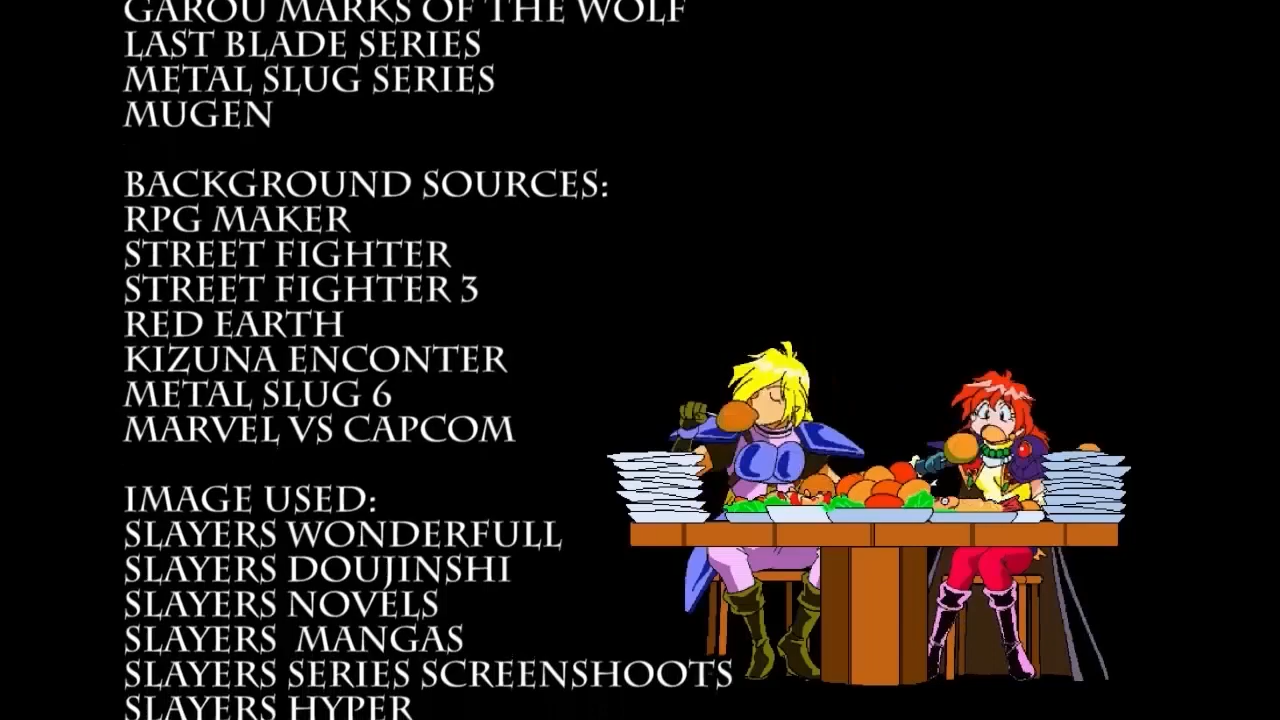 GAROU MARKS OF THE WOLF
LAST BLADE SERIES
METAL SLUG SERIES
MUGEN
BACKGROUND SOURCES:
RPG MAKER
STREET FIGHTER
STREET FIGHTER 3
RED EARTH
KIZUNA ENCONTER
METAL SLUG 6
MARVEL VS CAPCOM
IMAGE USED:
SLAYERS WONDERFULL
SLAYERS DOUJINSHI
SLAYERS NOVELS
SLAYERS MANGAS
SLAYERS SERIES SCREENSHOOTS
SLAYERS HYPER